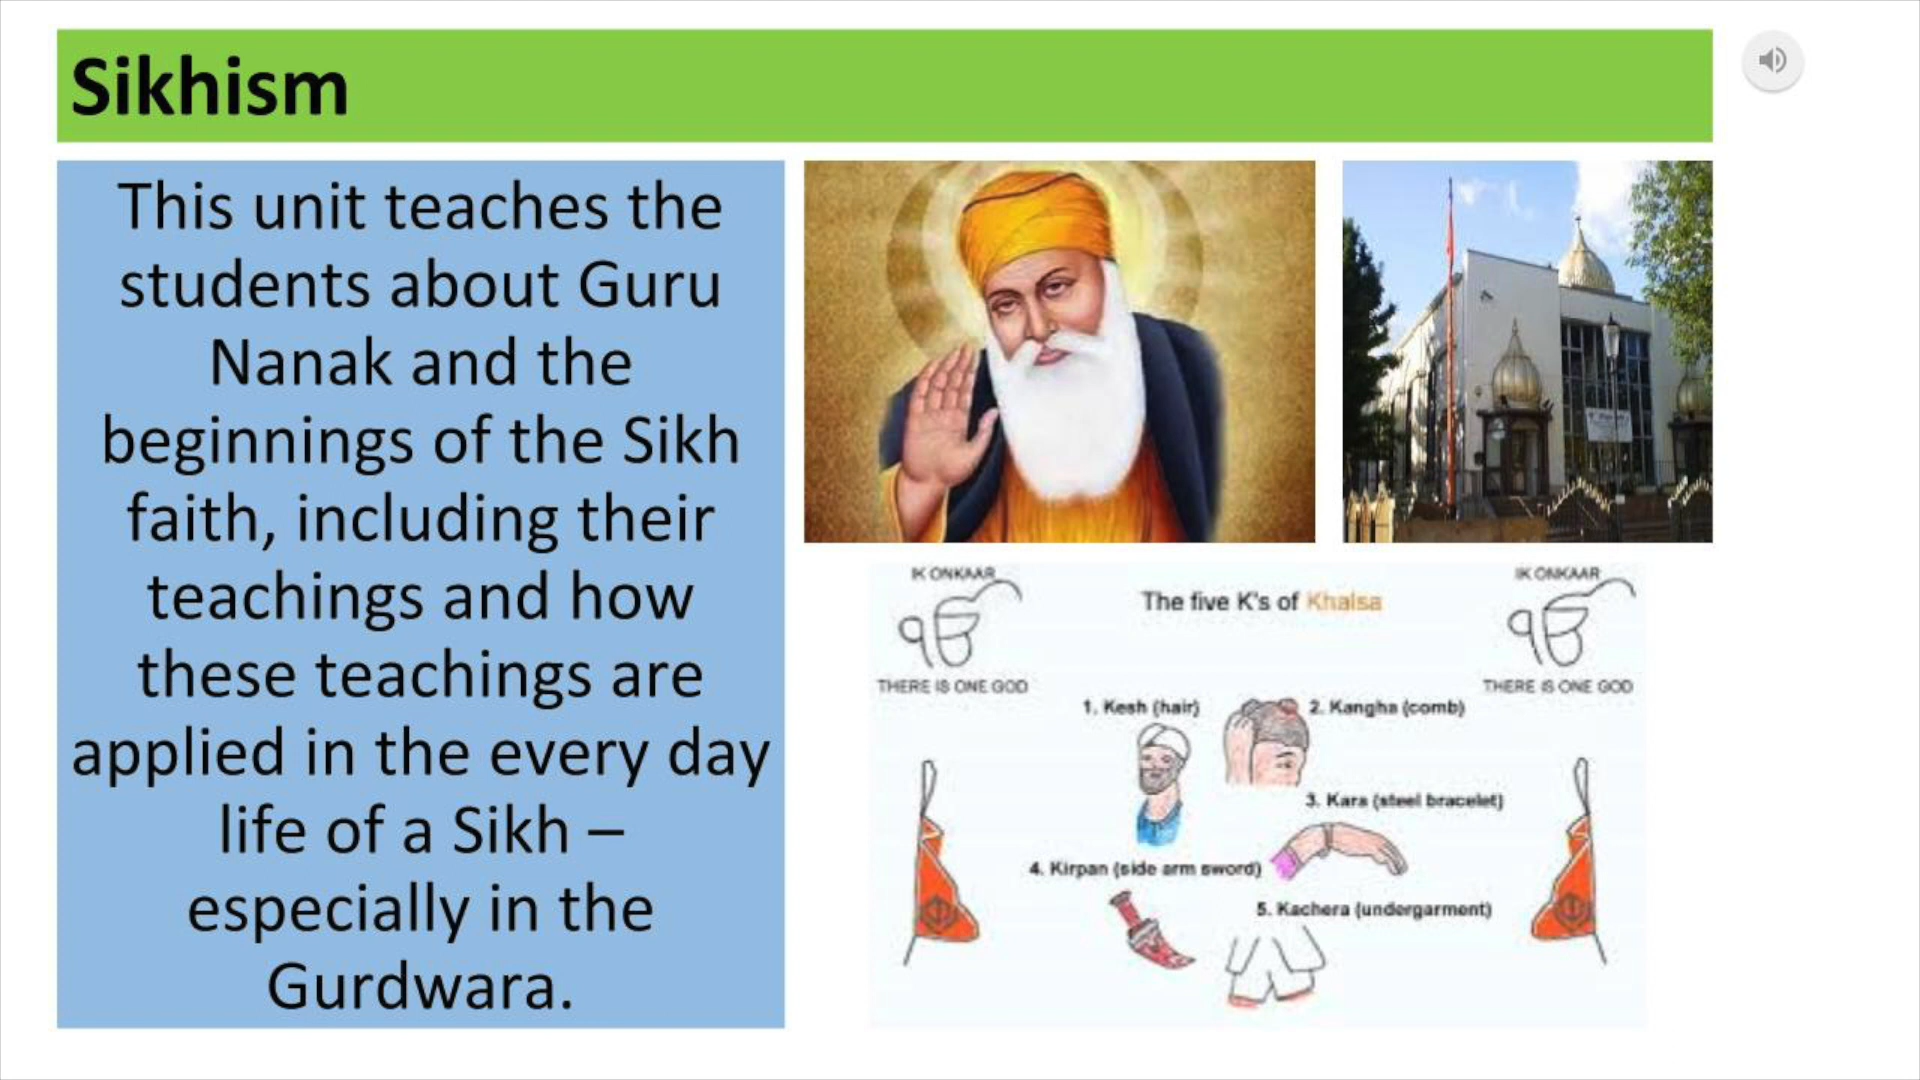 Sikhism
This unit teaches the
students about Guru
Nanak and the
beginnings of the Sikh
faith, including their
teachings and how
these teachings are
applied in the every day
life of a Sikh –
especially in the
Gurdwara.
IK ONKAAR
ੴ
THERE IS ONE GOD
The five K's of Khalsa
IK ONKAAR
ੴ
THERE IS ONE GOD
1. Kesh (hair)
2. Kangha (comb)
3. Kara (steel bracelet)
4. Kirpan (side arm sword)
5. Kachera (undergarment)